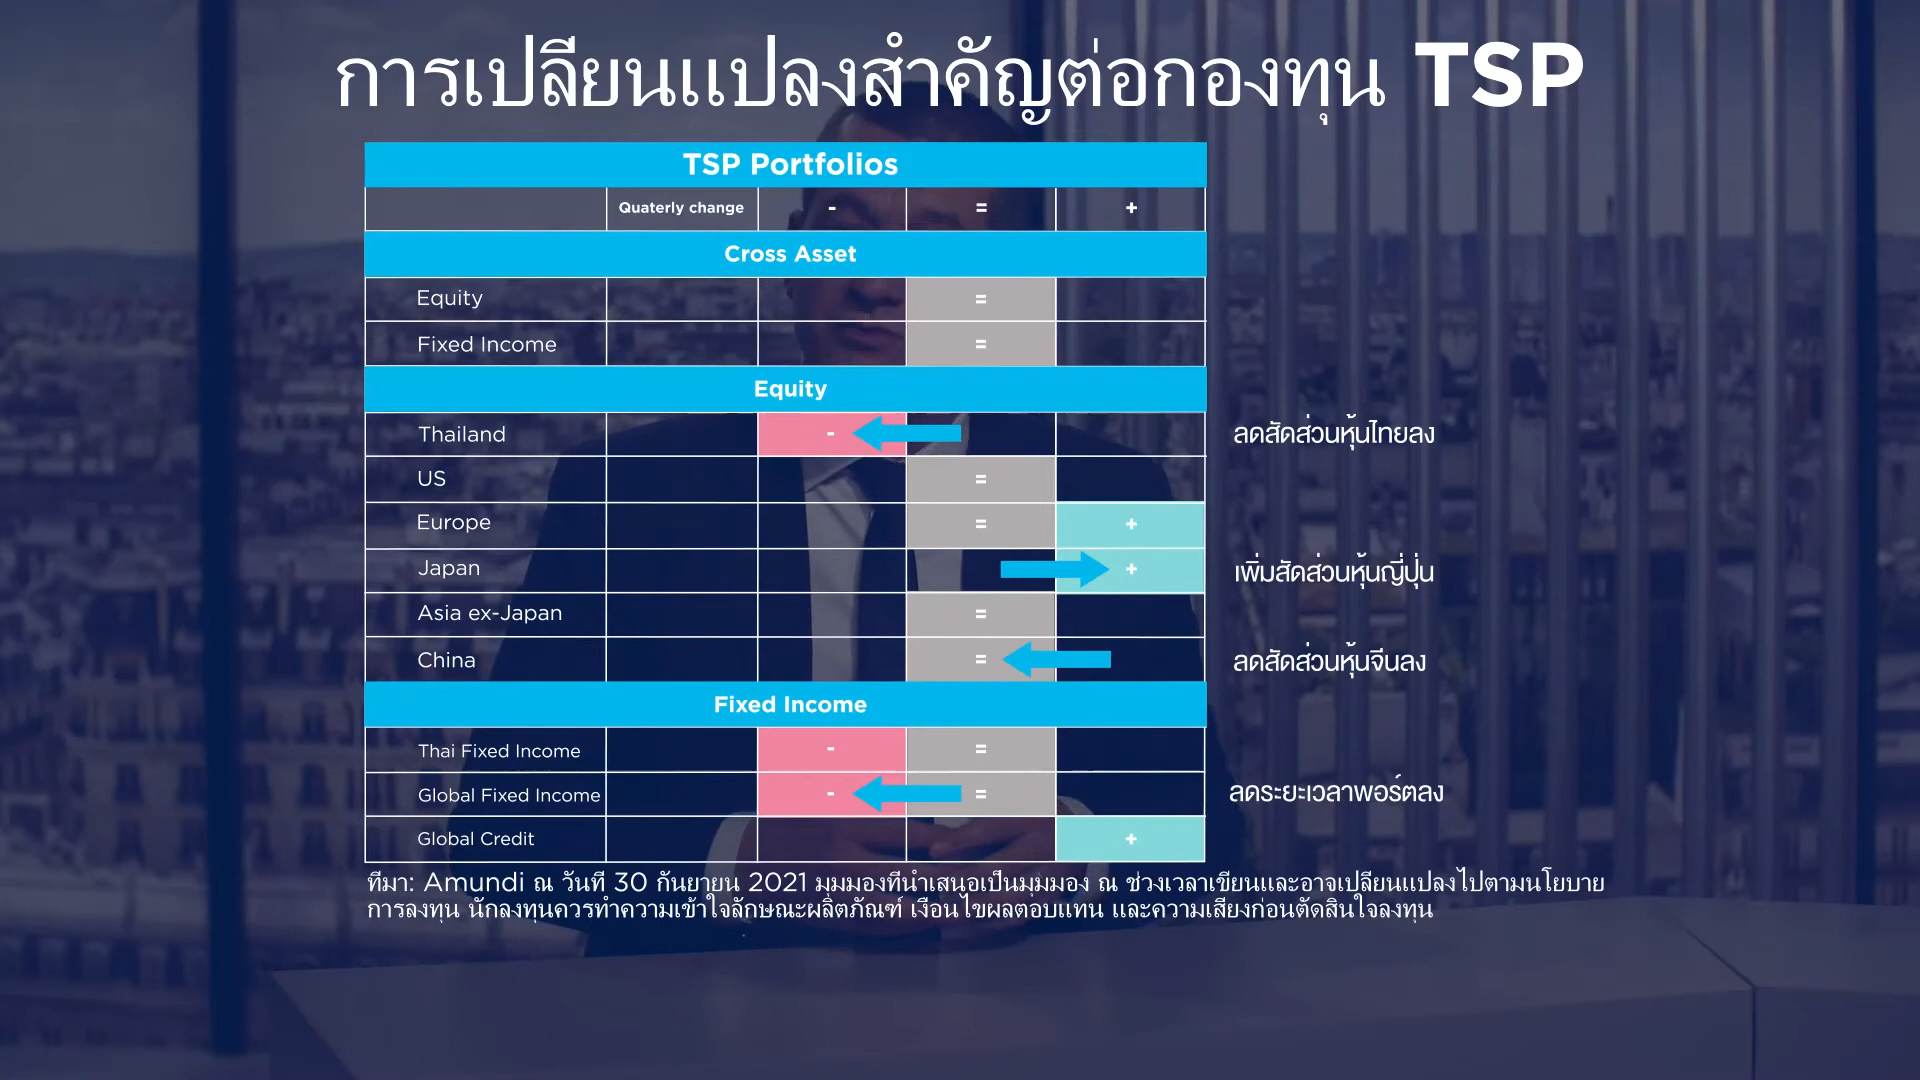 การเปลี่ยนแปลงสำคัญต่อกองทุน TSP
TSP Portfolios
Quaterly change - = +
Cross Asset
Equity =
Fixed Income =
Equity
Thailand - ลดสัดส่วนหุ้นไทยลง
US =
Europe = +
Japan + เพิ่มสัดส่วนหุ้นญี่ปุ่น
Asia ex-Japan =
China = ลดสัดส่วนหุ้นจีนลง
Fixed Income
Thai Fixed Income - =
Global Fixed Income - = ลดระยะเวลาพอร์ตลง
Global Credit +
ที่มา: Amundi ณ วันที่ 30 กันยายน 2021 มุมมองที่นำเสนอเป็นมุมมอง ณ ช่วงเวลาเขียนและอาจเปลี่ยนแปลงไปตามนโยบาย
การลงทุน นักลงทุนควรทำความเข้าใจลักษณะผลิตภัณฑ์ เงื่อนไขผลตอบแทน และความเสี่ยงก่อนตัดสินใจลงทุน